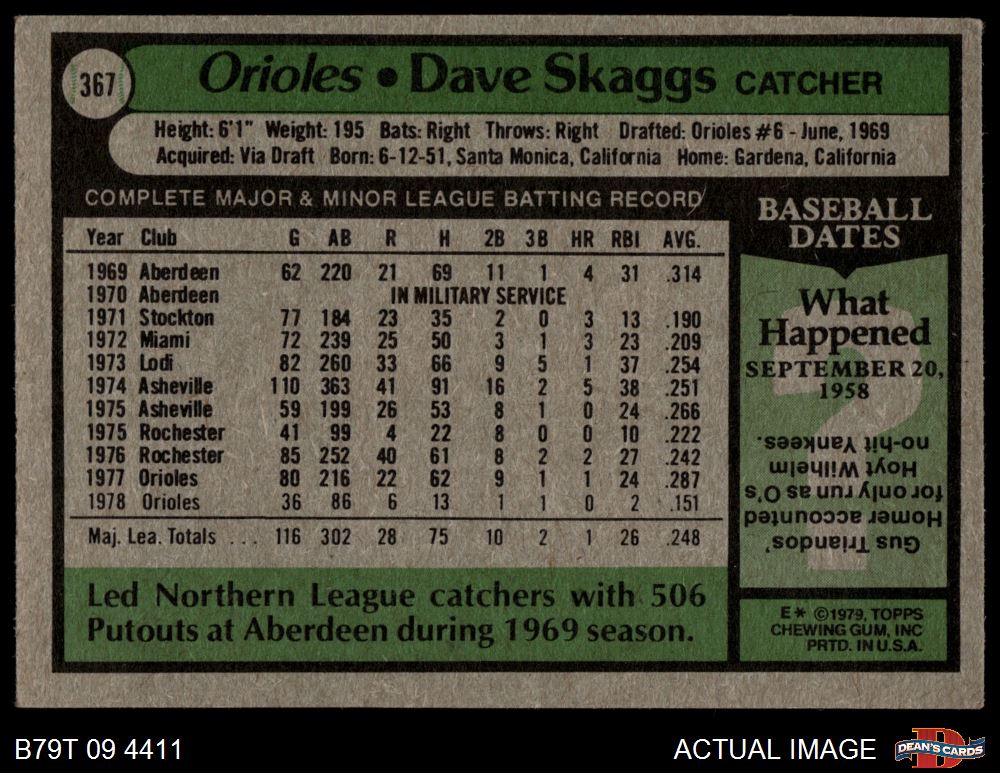 367
Orioles • Dave Skaggs CATCHER
Height: 6'1" Weight: 195 Bats: Right Throws: Right Drafted: Orioles #6 - June, 1969
Acquired: Via Draft Born: 6-12-51, Santa Monica, California Home: Gardena, California
COMPLETE MAJOR & MINOR LEAGUE BATTING RECORD
Year Club G AB R H 2B 3B HR RBI AVG.
1969 Aberdeen 62 220 21 69 11 1 4 31 .314
1970 Aberdeen IN MILITARY SERVICE
1971 Stockton 77 184 23 35 2 0 3 13 .190
1972 Miami 72 239 25 50 3 1 3 23 .209
1973 Lodi 82 260 33 66 9 5 1 37 .254
1974 Asheville 110 363 41 91 16 2 5 38 .251
1975 Asheville 59 199 26 53 8 1 0 24 .266
1975 Rochester 41 99 4 22 8 0 0 10 .222
1976 Rochester 85 252 40 61 8 2 2 27 .242
1977 Orioles 80 216 22 62 9 1 1 24 .287
1978 Orioles 36 86 6 13 1 1 0 2 .151
Maj. Lea. Totals ... 116 302 28 75 10 2 1 26 .248
Led Northern League catchers with 506
Putouts at Aberdeen during 1969 season.
BASEBALL
DATES
What
Happened
SEPTEMBER 20,
1958
Gus Triandos'
Homer accounted
for only run as O's
Hoyt Wilhelm
no-hit Yankees.
E* ©1979, TOPPS
CHEWING GUM, INC
PRTD. IN U.S.A.
B79T 09 4411
ACTUAL IMAGE
D
DEAN'S CARDS